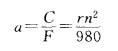 a = C/F = rn²/980